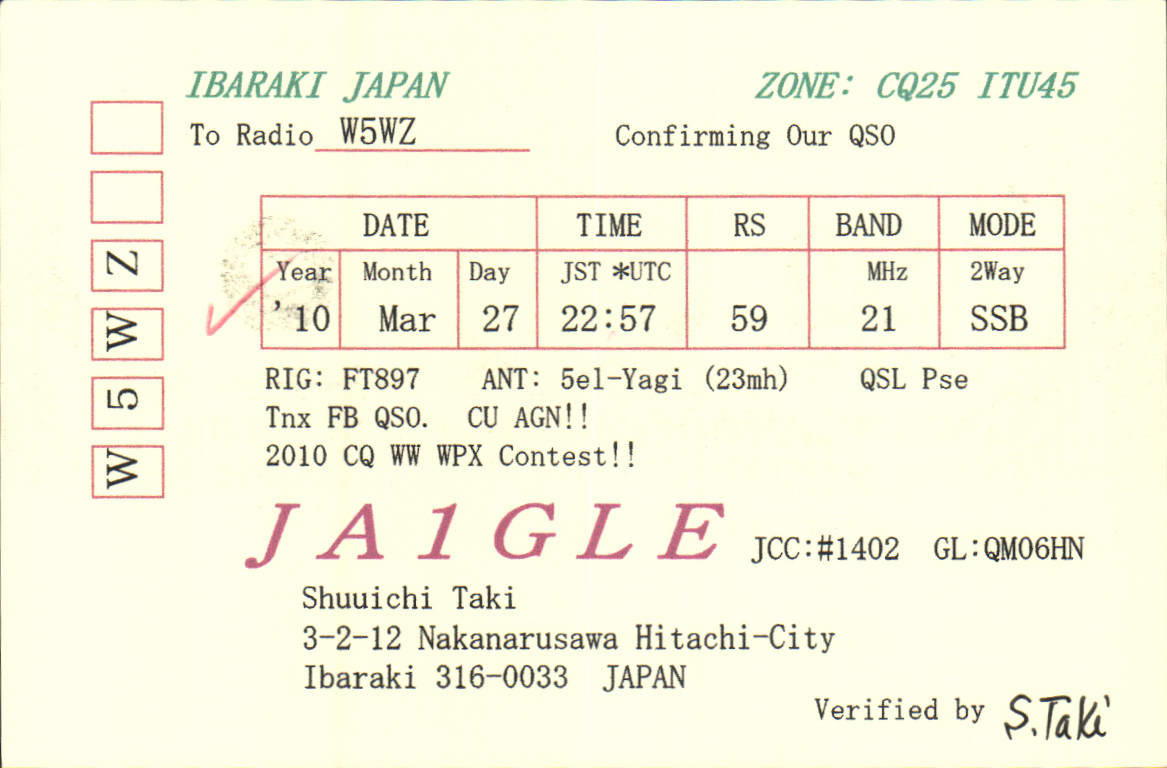 IBARAKI JAPAN ZONE: CQ25 ITU45
To Radio W5WZ Confirming Our QSO
W5WZ
DATE TIME RS BAND MODE
Year Month Day JST *UTC MHz 2Way
'10 Mar 27 22:57 59 21 SSB
RIG: FT897 ANT: 5el-Yagi (23mh) QSL Pse
Tnx FB QSO. CU AGN!!
2010 CQ WW WPX Contest!!
JA1GLE JCC:#1402 GL:QM06HN
Shuuichi Taki
3-2-12 Nakanarusawa Hitachi-City
Ibaraki 316-0033 JAPAN
Verified by S.Taki